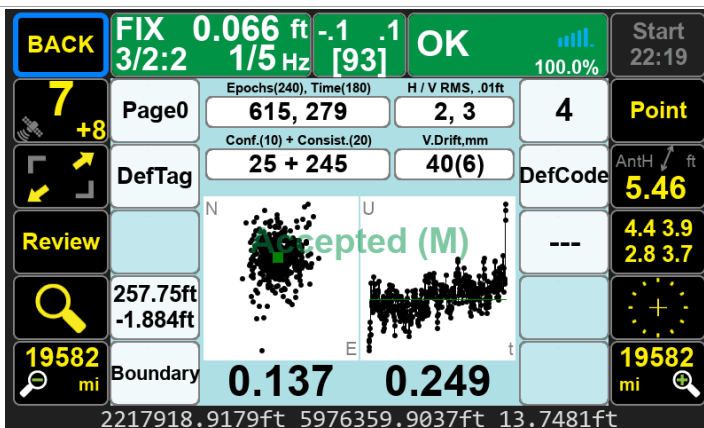 BACK
FIX 0.066 ft
3/2:2 1/5 Hz
-.1 .1
[93]
OK
100.0%
Start
22:19
7
+8
Page0
Epochs(240), Time(180)
615, 279
H / V RMS, .01ft
2, 3
4
Point
Conf.(10) + Consist.(20)
25 + 245
V.Drift,mm
40(6)
DefTag
DefCode
AntH ft
5.46
Review
N
U
Accepted (M)
---
4.4 3.9
2.8 3.7
257.75ft
-1.884ft
E
t
19582
mi
Boundary
0.137
0.249
19582
mi
2217918.9179ft 5976359.9037ft 13.7481ft